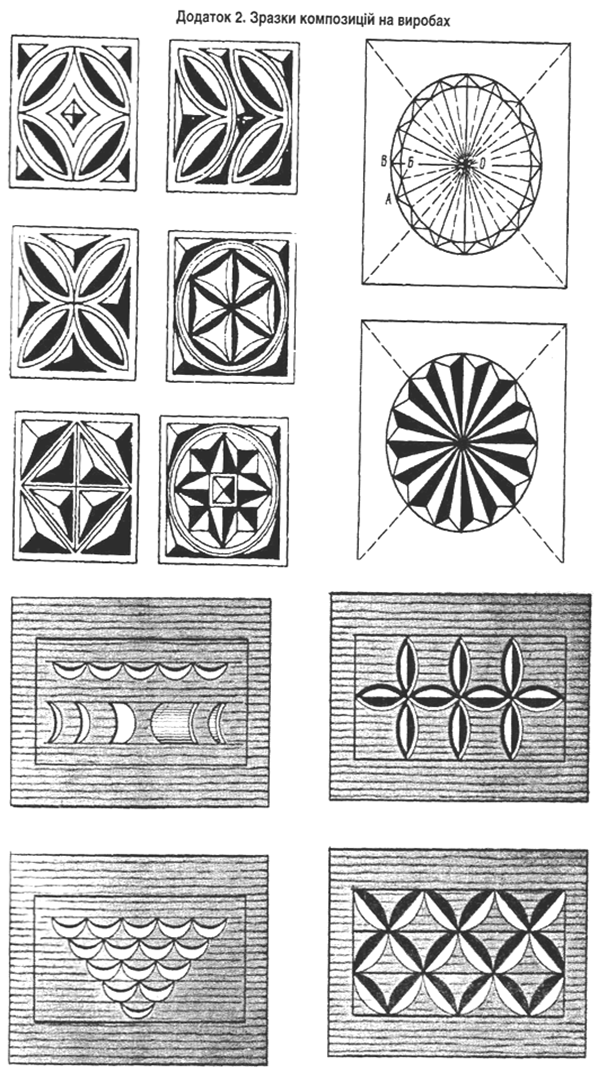 Додаток 2. Зразки композицій на виробах
В Б О
А